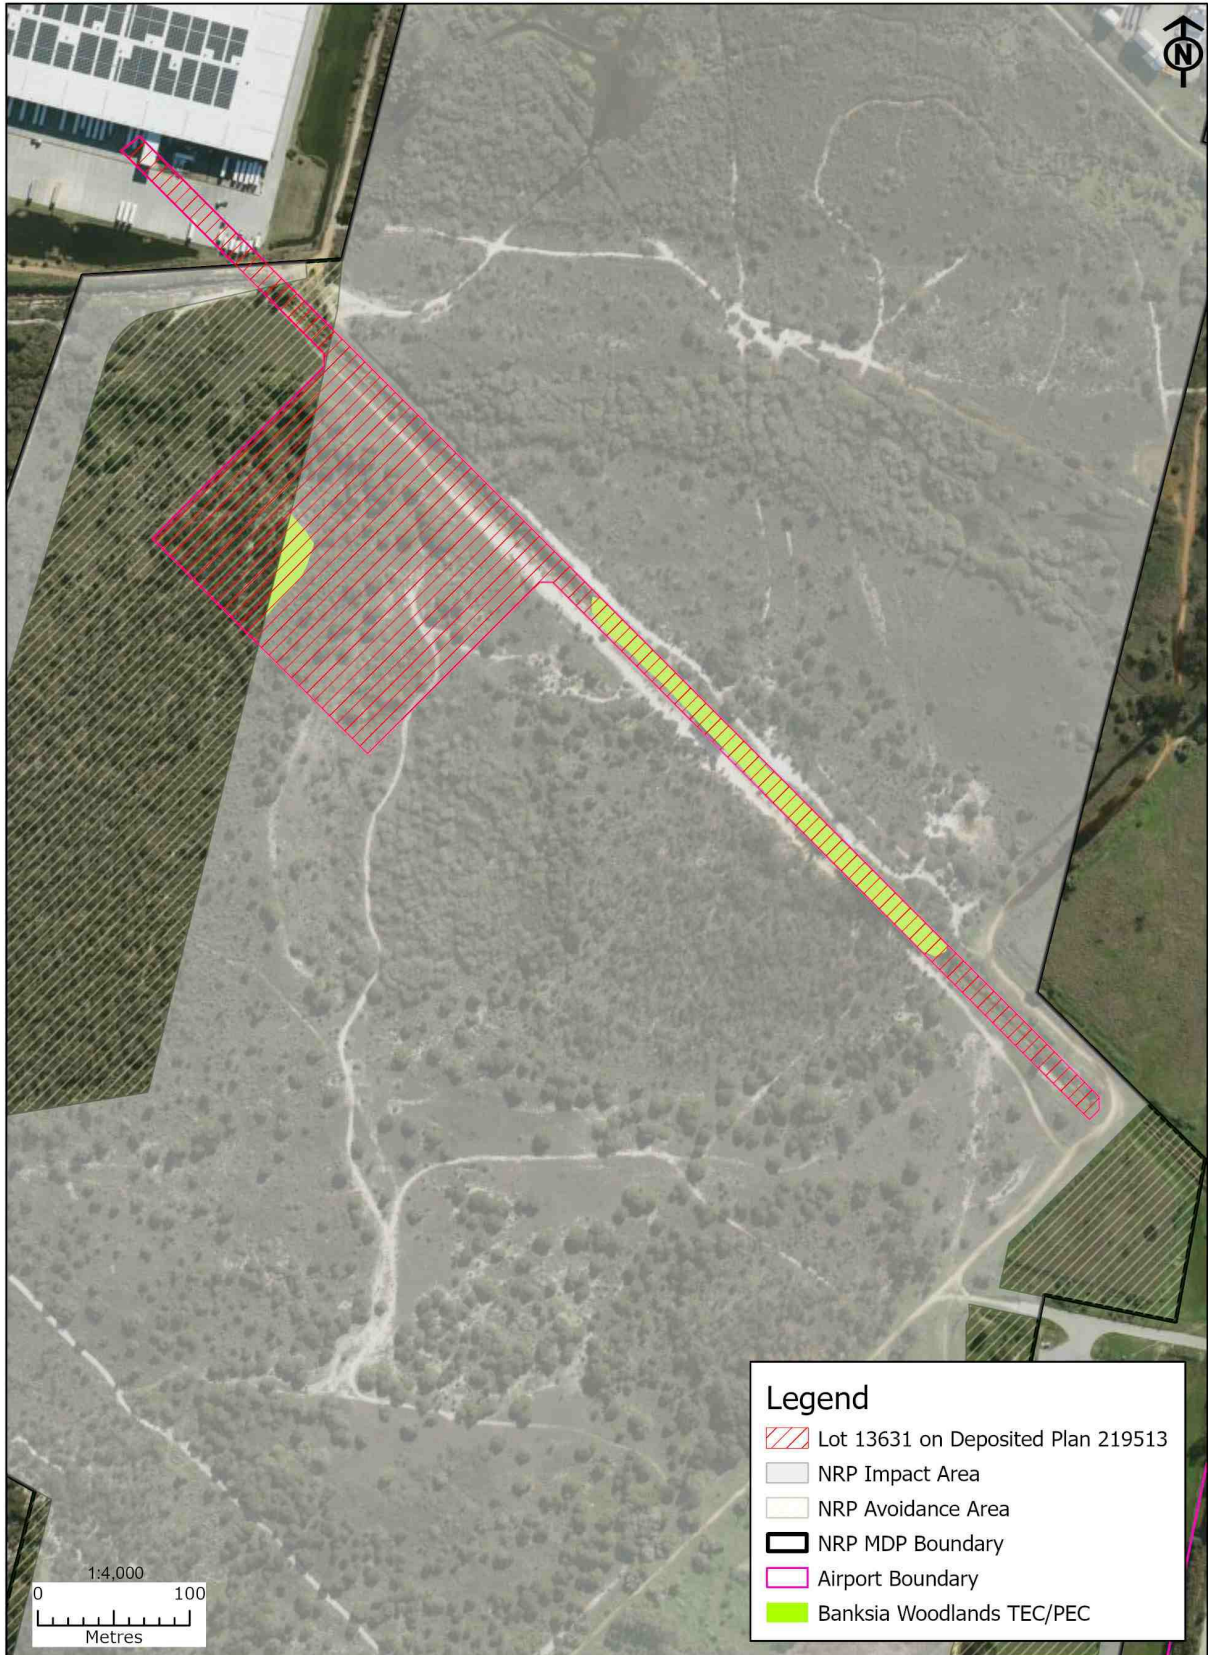 N
Legend
Lot 13631 on Deposited Plan 219513
NRP Impact Area
NRP Avoidance Area
NRP MDP Boundary
Airport Boundary
Banksia Woodlands TEC/PEC
1:4,000
0 100
Metres